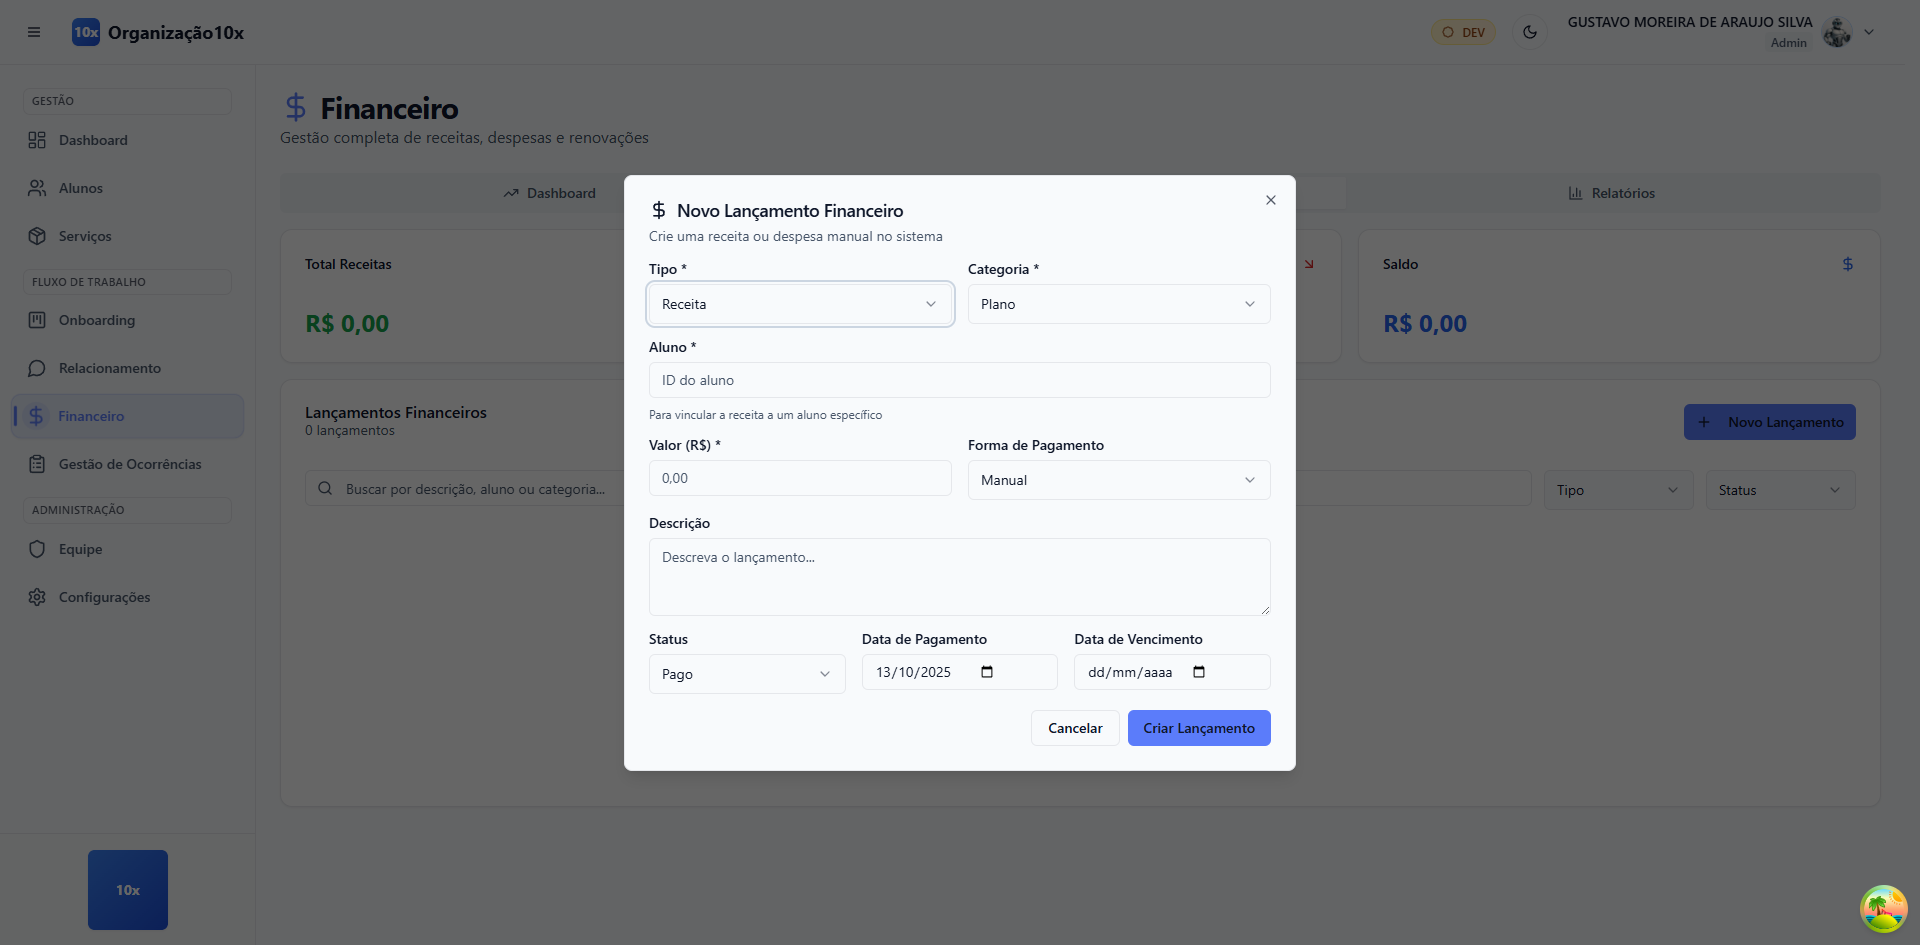 10x Organização10x
DEV
GUSTAVO MOREIRA DE ARAUJO SILVA
Admin
GESTÃO
Dashboard
Alunos
Serviços
FLUXO DE TRABALHO
Onboarding
Relacionamento
Financeiro
Gestão de Ocorrências
ADMINISTRAÇÃO
Equipe
Configurações
10x
Financeiro
Gestão completa de receitas, despesas e renovações
Dashboard
Relatórios
Total Receitas
R$ 0,00
Saldo
R$ 0,00
Lançamentos Financeiros
0 lançamentos
Novo Lançamento
Buscar por descrição, aluno ou categoria...
Tipo
Status
Novo Lançamento Financeiro
Crie uma receita ou despesa manual no sistema
Tipo * Categoria *
Receita Plano
Aluno *
ID do aluno
Para vincular a receita a um aluno específico
Valor (R$) * Forma de Pagamento
0,00 Manual
Descrição
Descreva o lançamento...
Status Data de Pagamento Data de Vencimento
Pago 13/10/2025 dd/mm/aaaa
Cancelar Criar Lançamento